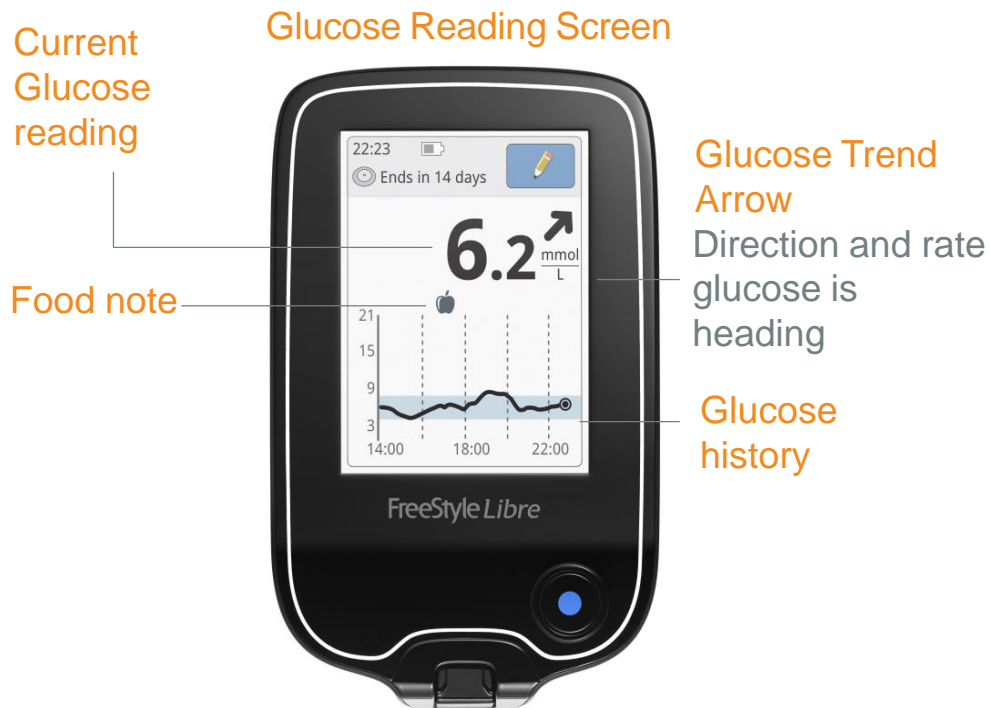 Glucose Reading Screen
Current
Glucose
reading
Food note
22:23
Ends in 14 days
6.2 mmol
L
21
15
9
3
14:00 18:00 22:00
FreeStyle Libre
Glucose Trend
Arrow
Direction and rate
glucose is
heading
Glucose
history